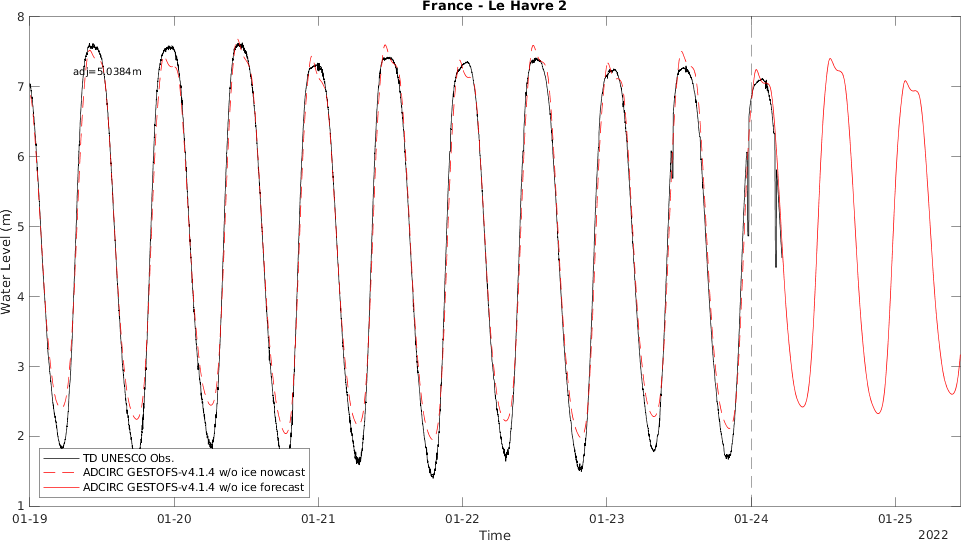 France - Le Havre 2
8
7
6
5
4
3
2
1
Water Level (m)
adj=5.0384m
TD UNESCO Obs.
ADCIRC GESTOFS-v4.1.4 w/o ice nowcast
ADCIRC GESTOFS-v4.1.4 w/o ice forecast
01-19 01-20 01-21 01-22 01-23 01-24 01-25
Time
2022